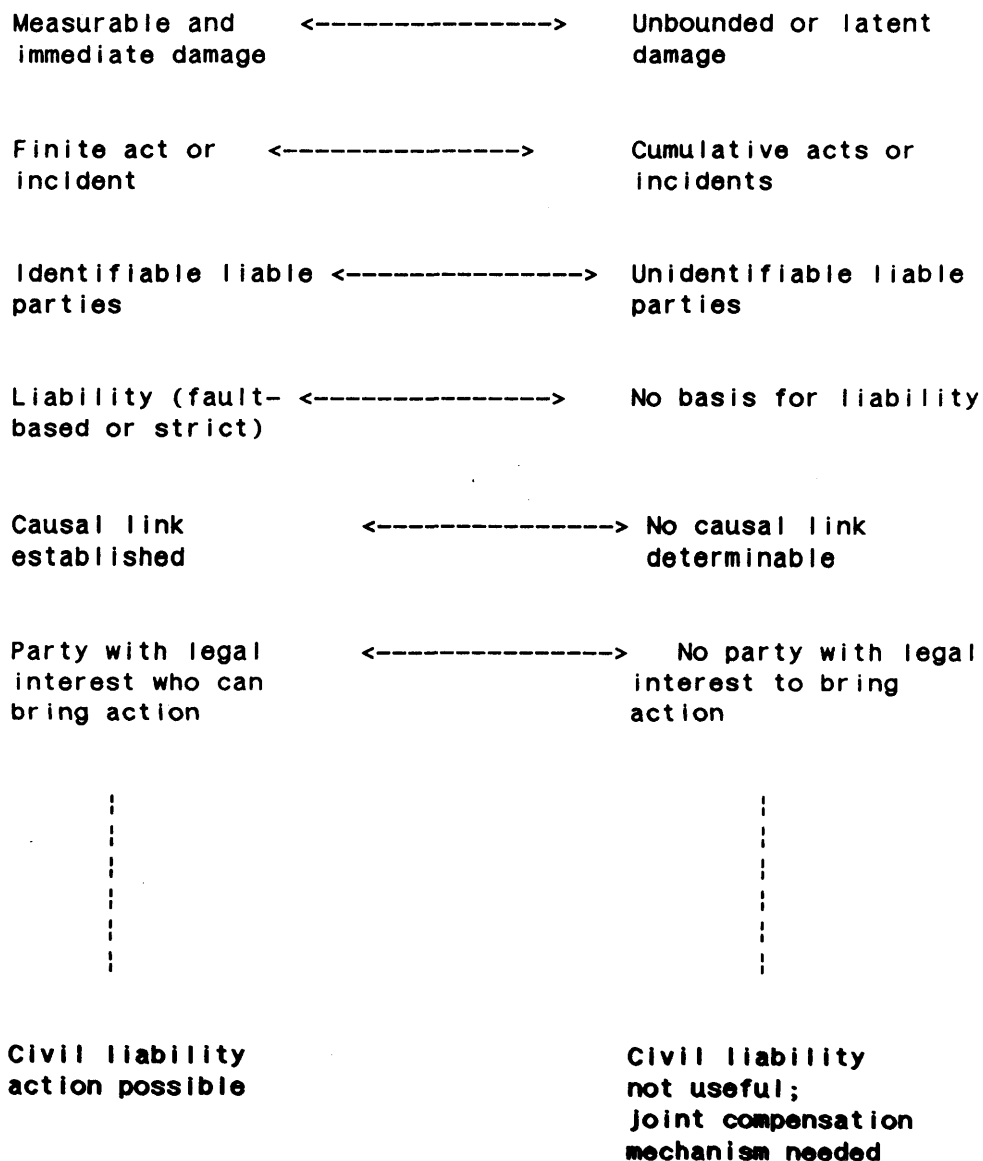 Measurable and <---------------> Unbounded or latent
immediate damage damage
Finite act or <---------------> Cumulative acts or
incident incidents
Identifiable liable <---------------> Unidentifiable liable
parties parties
Liability (fault- <---------------> No basis for liability
based or strict)
Causal link <---------------> No causal link
established determinable
Party with legal <---------------> No party with legal
interest who can interest to bring
bring action action
Civil liability Civil liability
action possible not useful;
joint compensation
mechanism needed